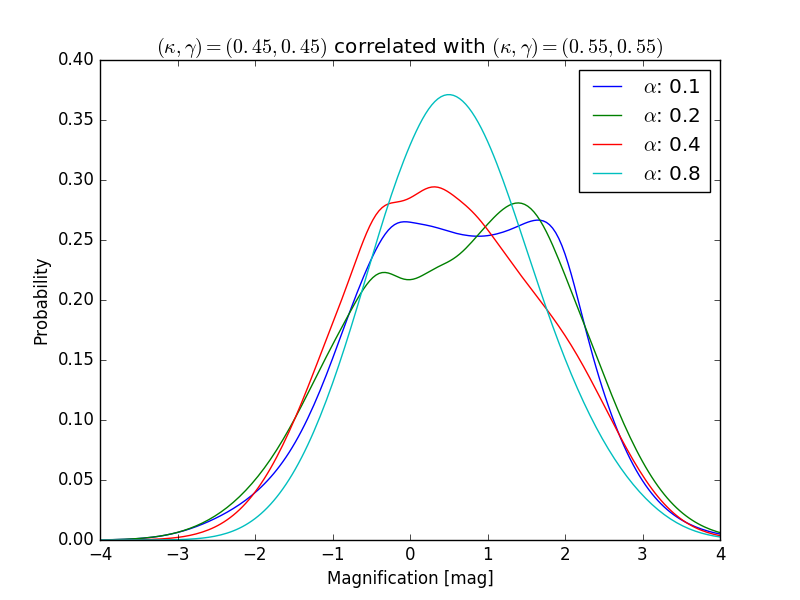 (κ, γ) = (0.45, 0.45) correlated with (κ, γ) = (0.55, 0.55)
0.40
0.35
0.30
0.25
0.20
0.15
0.10
0.05
0.00
Probability
α: 0.1
α: 0.2
α: 0.4
α: 0.8
−4 −3 −2 −1 0 1 2 3 4
Magnification [mag]